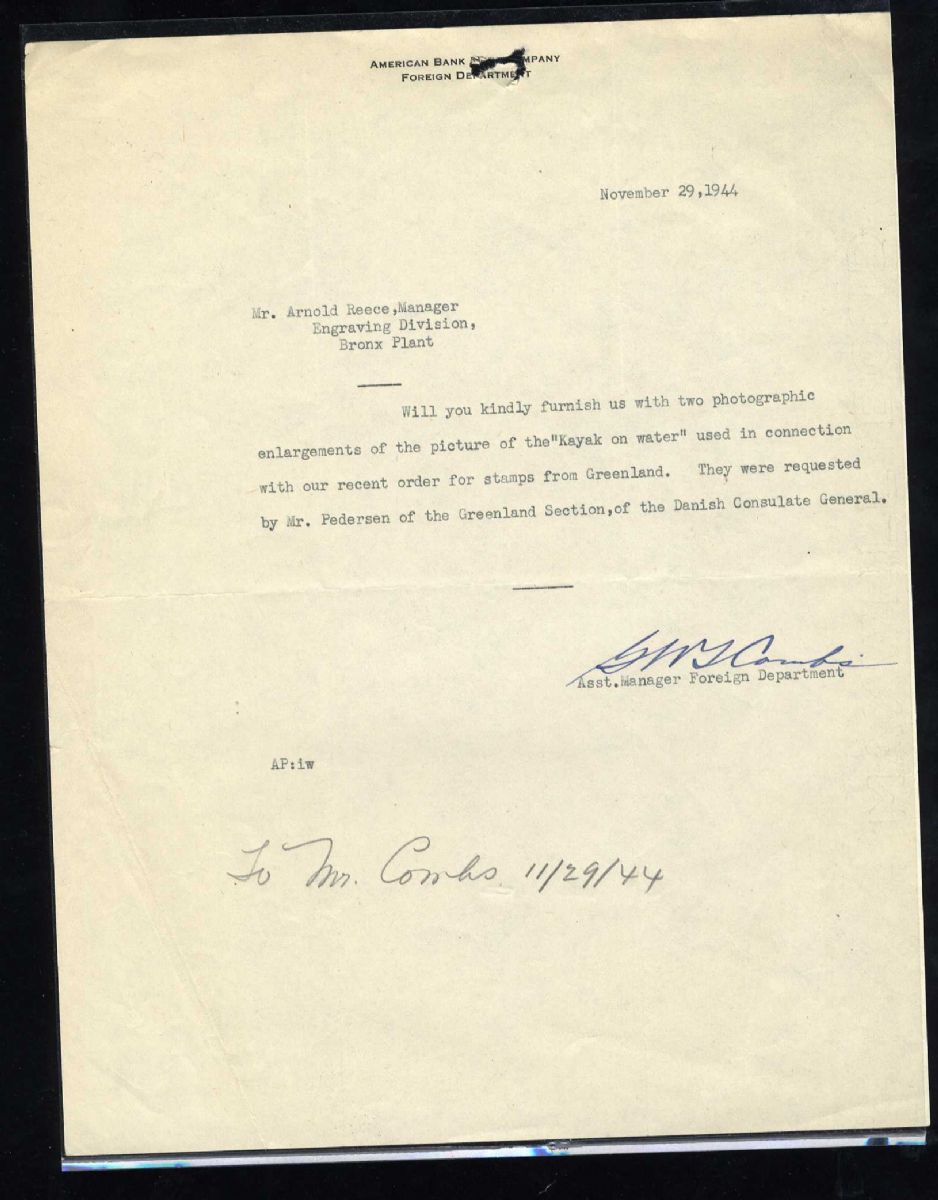 AMERICAN BANK MPANY
FOREIGN DEPARTMENT
November 29,1944
Mr. Arnold Reece,Manager
Engraving Division,
Bronx Plant
Will you kindly furnish us with two photographic
enlargements of the picture of the"Kayak on water" used in connection
with our recent order for stamps from Greenland. They were requested
by Mr. Pedersen of the Greenland Section,of the Danish Consulate General.
Combs
Asst.Manager Foreign Department
AP:iw
To Mr. Combs 11/29/44